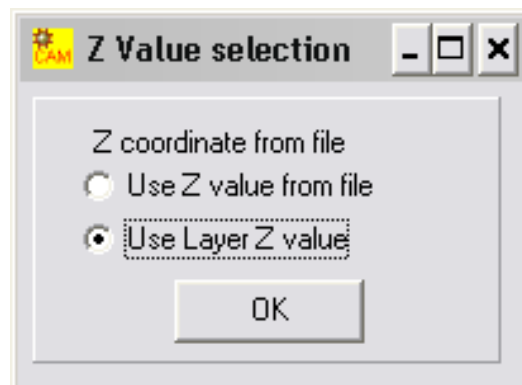 CAM
Z Value selection
Z coordinate from file
Use Z value from file
Use Layer Z value
OK